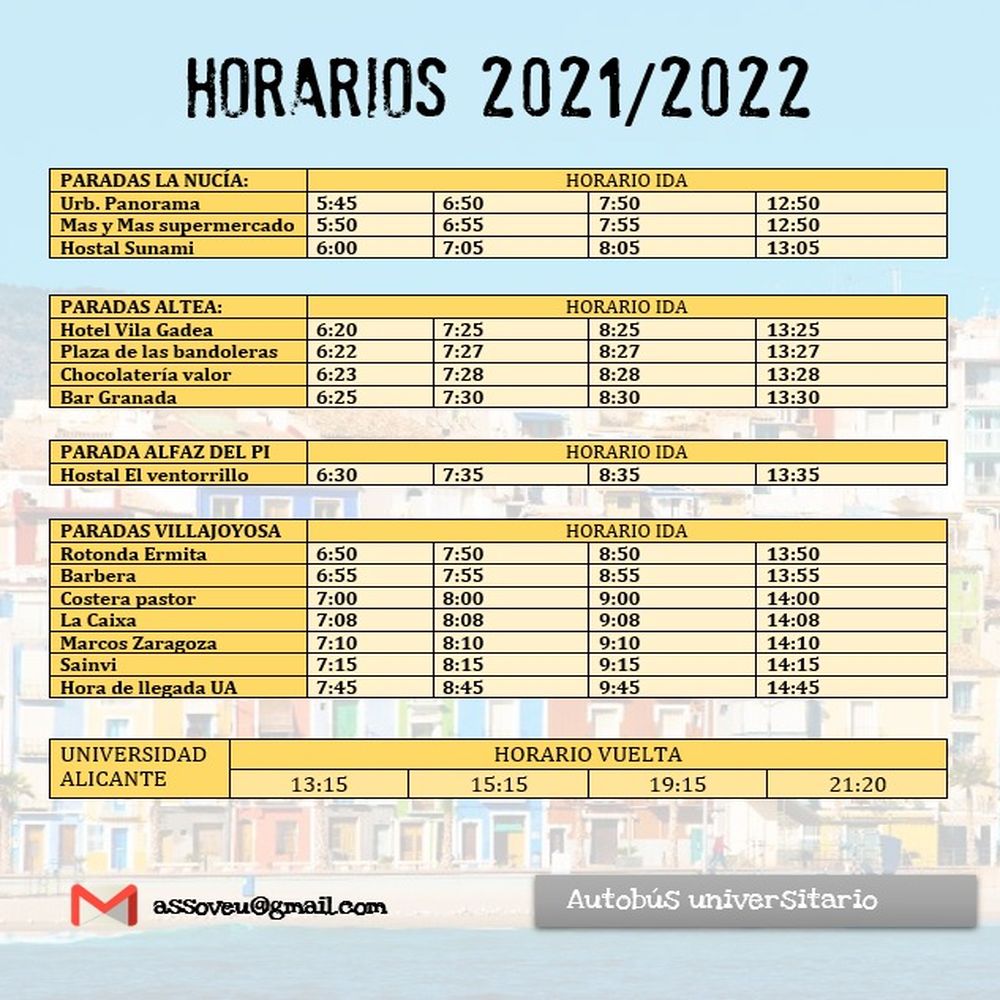 HORARIOS 2021/2022
PARADAS LA NUCÍA: HORARIO IDA
Urb. Panorama 5:45 6:50 7:50 12:50
Mas y Mas supermercado 5:50 6:55 7:55 12:50
Hostal Sunami 6:00 7:05 8:05 13:05
PARADAS ALTEA: HORARIO IDA
Hotel Vila Gadea 6:20 7:25 8:25 13:25
Plaza de las bandoleras 6:22 7:27 8:27 13:27
Chocolatería valor 6:23 7:28 8:28 13:28
Bar Granada 6:25 7:30 8:30 13:30
PARADA ALFAZ DEL PI HORARIO IDA
Hostal El ventorrillo 6:30 7:35 8:35 13:35
PARADAS VILLAJOYOSA HORARIO IDA
Rotonda Ermita 6:50 7:50 8:50 13:50
Barbera 6:55 7:55 8:55 13:55
Costera pastor 7:00 8:00 9:00 14:00
La Caixa 7:08 8:08 9:08 14:08
Marcos Zaragoza 7:10 8:10 9:10 14:10
Sainvi 7:15 8:15 9:15 14:15
Hora de llegada UA 7:45 8:45 9:45 14:45
UNIVERSIDAD ALICANTE HORARIO VUELTA
13:15 15:15 19:15 21:20
assoveu@gmail.com
Autobús universitario